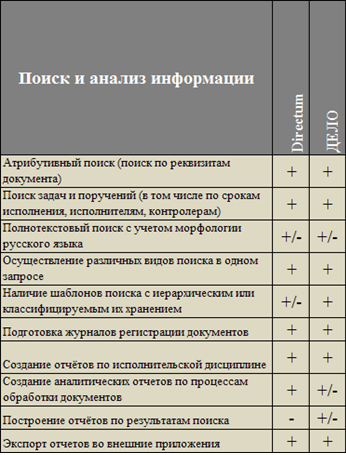 Поиск и анализ информации
Directum
ДЕЛО
Атрибутивный поиск (поиск по реквизитам
документа)
+ +
Поиск задач и поручений (в том числе по срокам
исполнения, исполнителям, контролерам)
+ +
Полнотекстовый поиск с учетом морфологии
русского языка
+/- +/-
Осуществление различных видов поиска в одном
запросе
+ +
Наличие шаблонов поиска с иерархическим или
классифицируемым их хранением
+/- +
Подготовка журналов регистрации документов
+ +
Создание отчётов по исполнительской дисциплине
+ +
Создание аналитических отчетов по процессам
обработки документов
+ +/-
Построение отчётов по результатам поиска
- +/-
Экспорт отчетов во внешние приложения
+ +